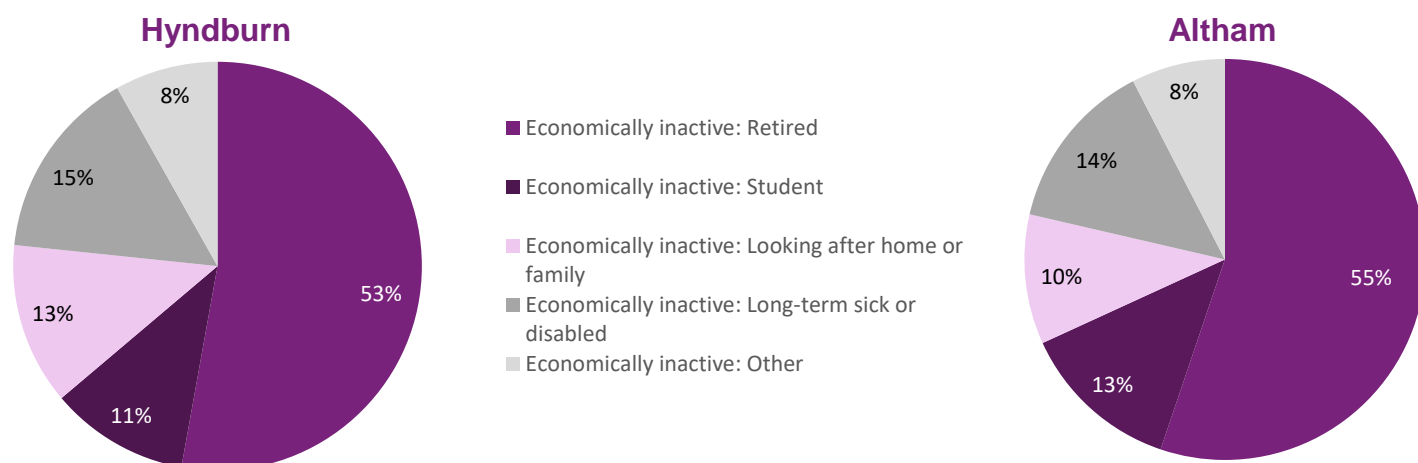 Hyndburn
8%
15%
13%
11%
53%
Economically inactive: Retired
Economically inactive: Student
Economically inactive: Looking after home or
family
Economically inactive: Long-term sick or
disabled
Economically inactive: Other
Altham
8%
14%
10%
13%
55%